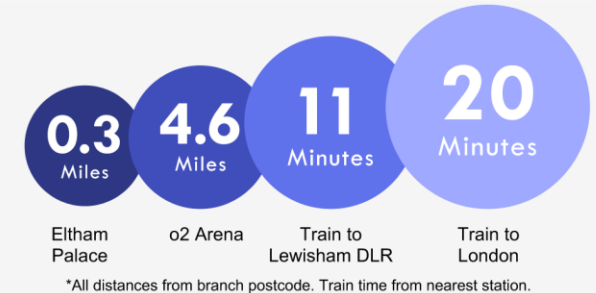 0.3
Miles
4.6
Miles
11
Minutes
20
Minutes
Eltham
Palace
o2 Arena
Train to
Lewisham DLR
Train to
London
*All distances from branch postcode. Train time from nearest station.